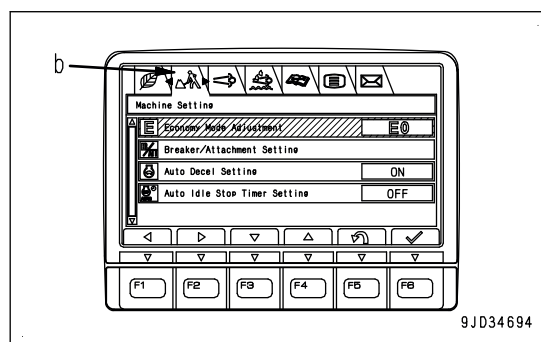 b
Machine Setting
E Economy Mode Adjustment E0
B/ATT Breaker/Attachment Setting
Auto Decel Setting ON
Auto Idle Stop Timer Setting OFF
F1 F2 F3 F4 F5 F6
9JD34694